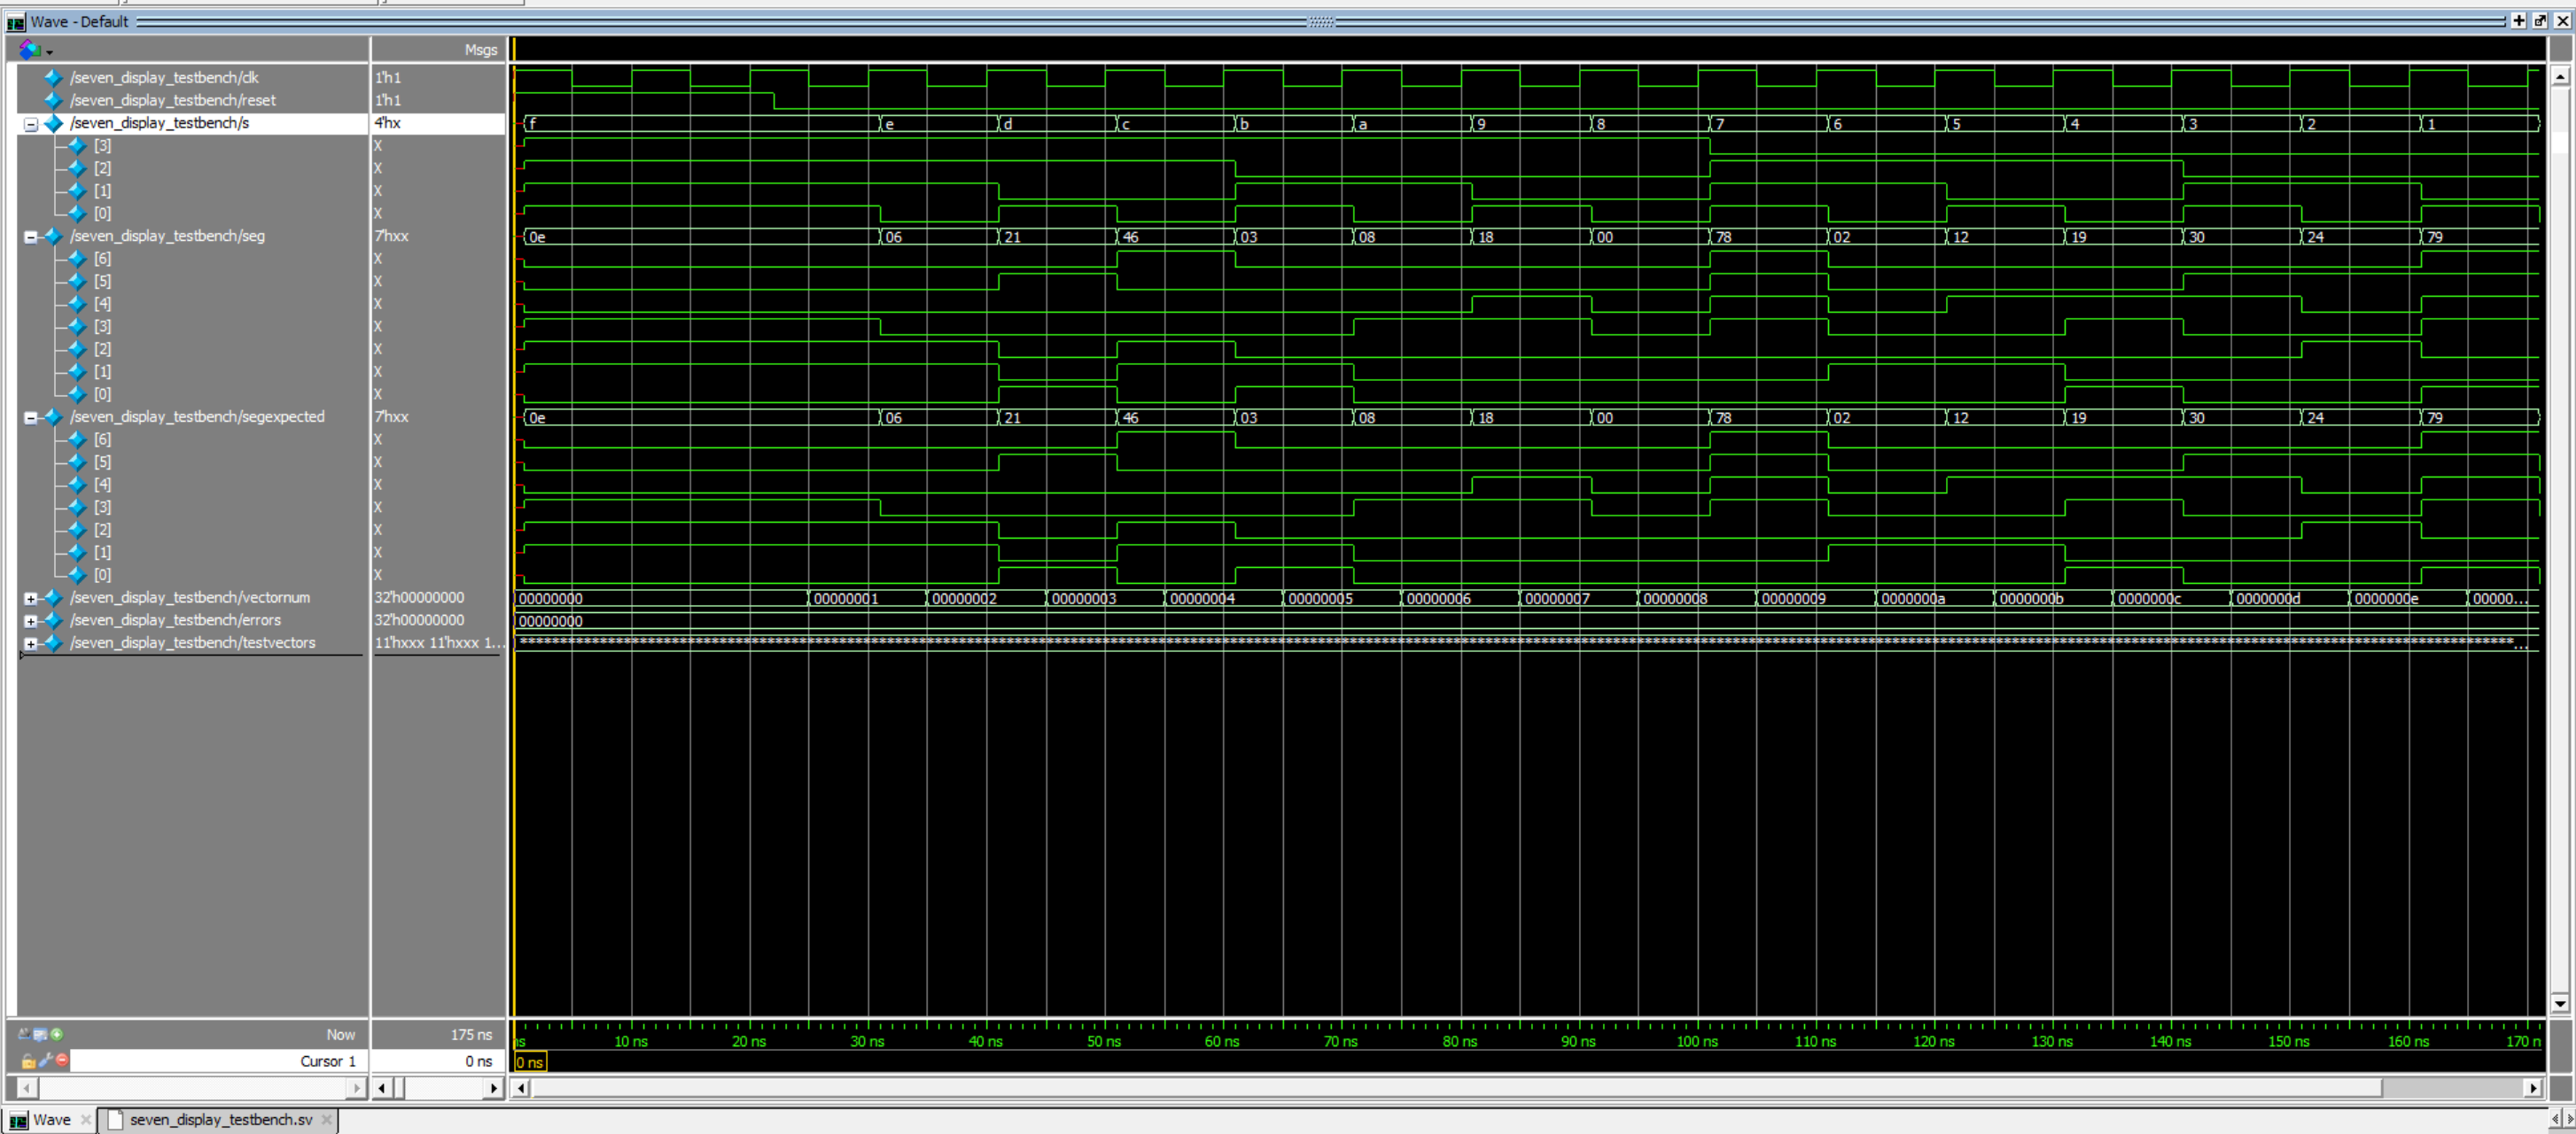 Wave - Default
Msgs
/seven_display_testbench/clk 1'h1
/seven_display_testbench/reset 1'h1
/seven_display_testbench/s 4'hx f e d c b a 9 8 7 6 5 4 3 2 1
[3] X
[2] X
[1] X
[0] X
/seven_display_testbench/seg 7'hxx 0e 06 21 46 03 08 18 00 78 02 12 19 30 24 79
[6] X
[5] X
[4] X
[3] X
[2] X
[1] X
[0] X
/seven_display_testbench/segexpected 7'hxx 0e 06 21 46 03 08 18 00 78 02 12 19 30 24 79
[6] X
[5] X
[4] X
[3] X
[2] X
[1] X
[0] X
/seven_display_testbench/vectornum 32'h00000000 00000000 00000001 00000002 00000003 00000004 00000005 00000006 00000007 00000008 00000009 0000000a 0000000b 0000000c 0000000d 0000000e 00000...
/seven_display_testbench/errors 32'h00000000 00000000
/seven_display_testbench/testvectors 11'hxxx 11'hxxx 1...
Now 175 ns
ns 10 ns 20 ns 30 ns 40 ns 50 ns 60 ns 70 ns 80 ns 90 ns 100 ns 110 ns 120 ns 130 ns 140 ns 150 ns 160 ns 170 n
Cursor 1 0 ns 0 ns
Wave seven_display_testbench.sv